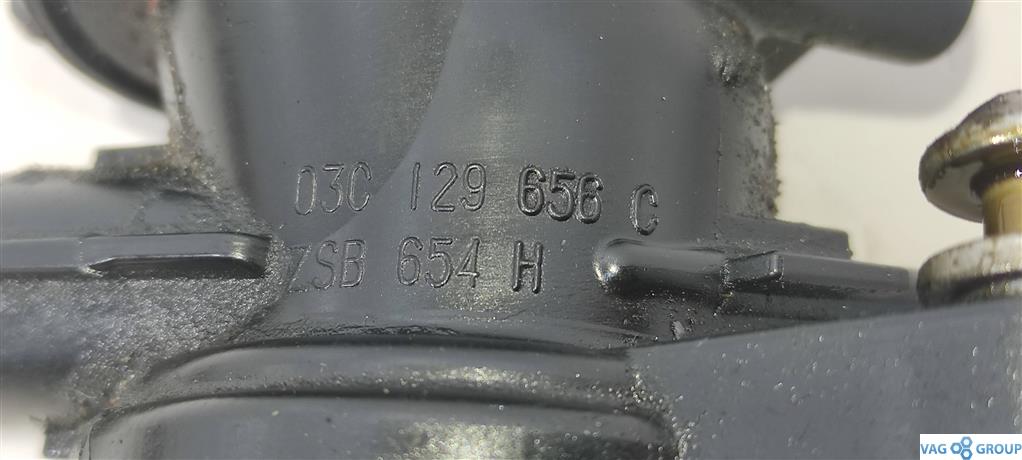 03C 129 656 C
ZSB 654 H
VAG GROUP